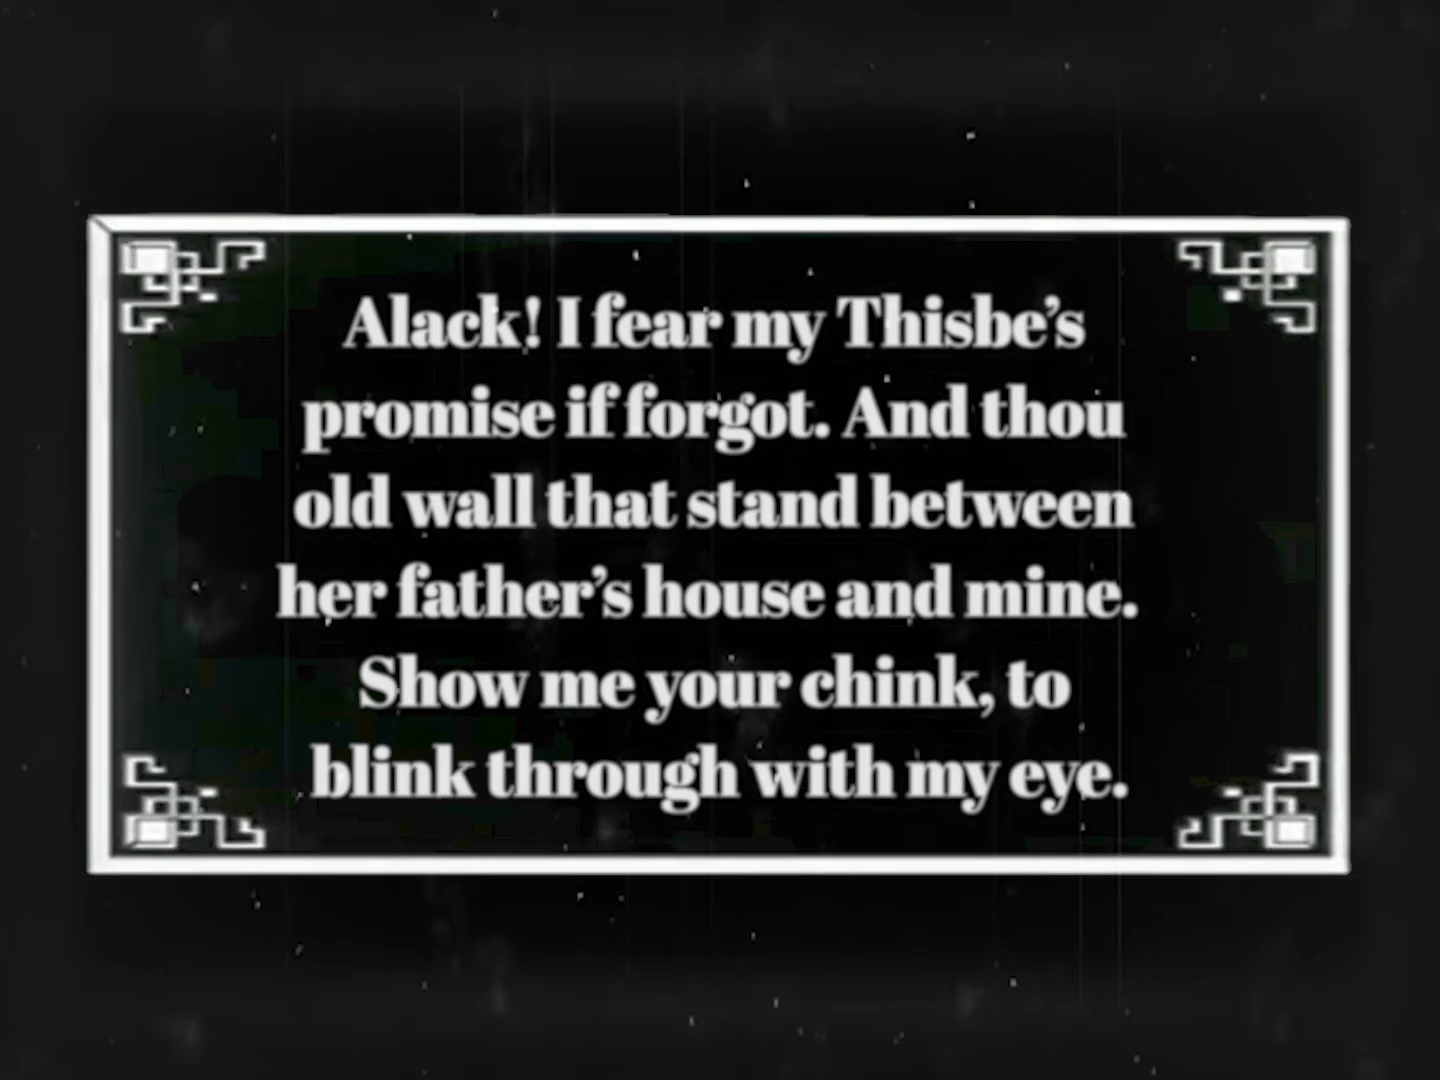 Alack! I fear my Thisbe’s
promise if forgot. And thou
old wall that stand between
her father’s house and mine.
Show me your chink, to
blink through with my eye.